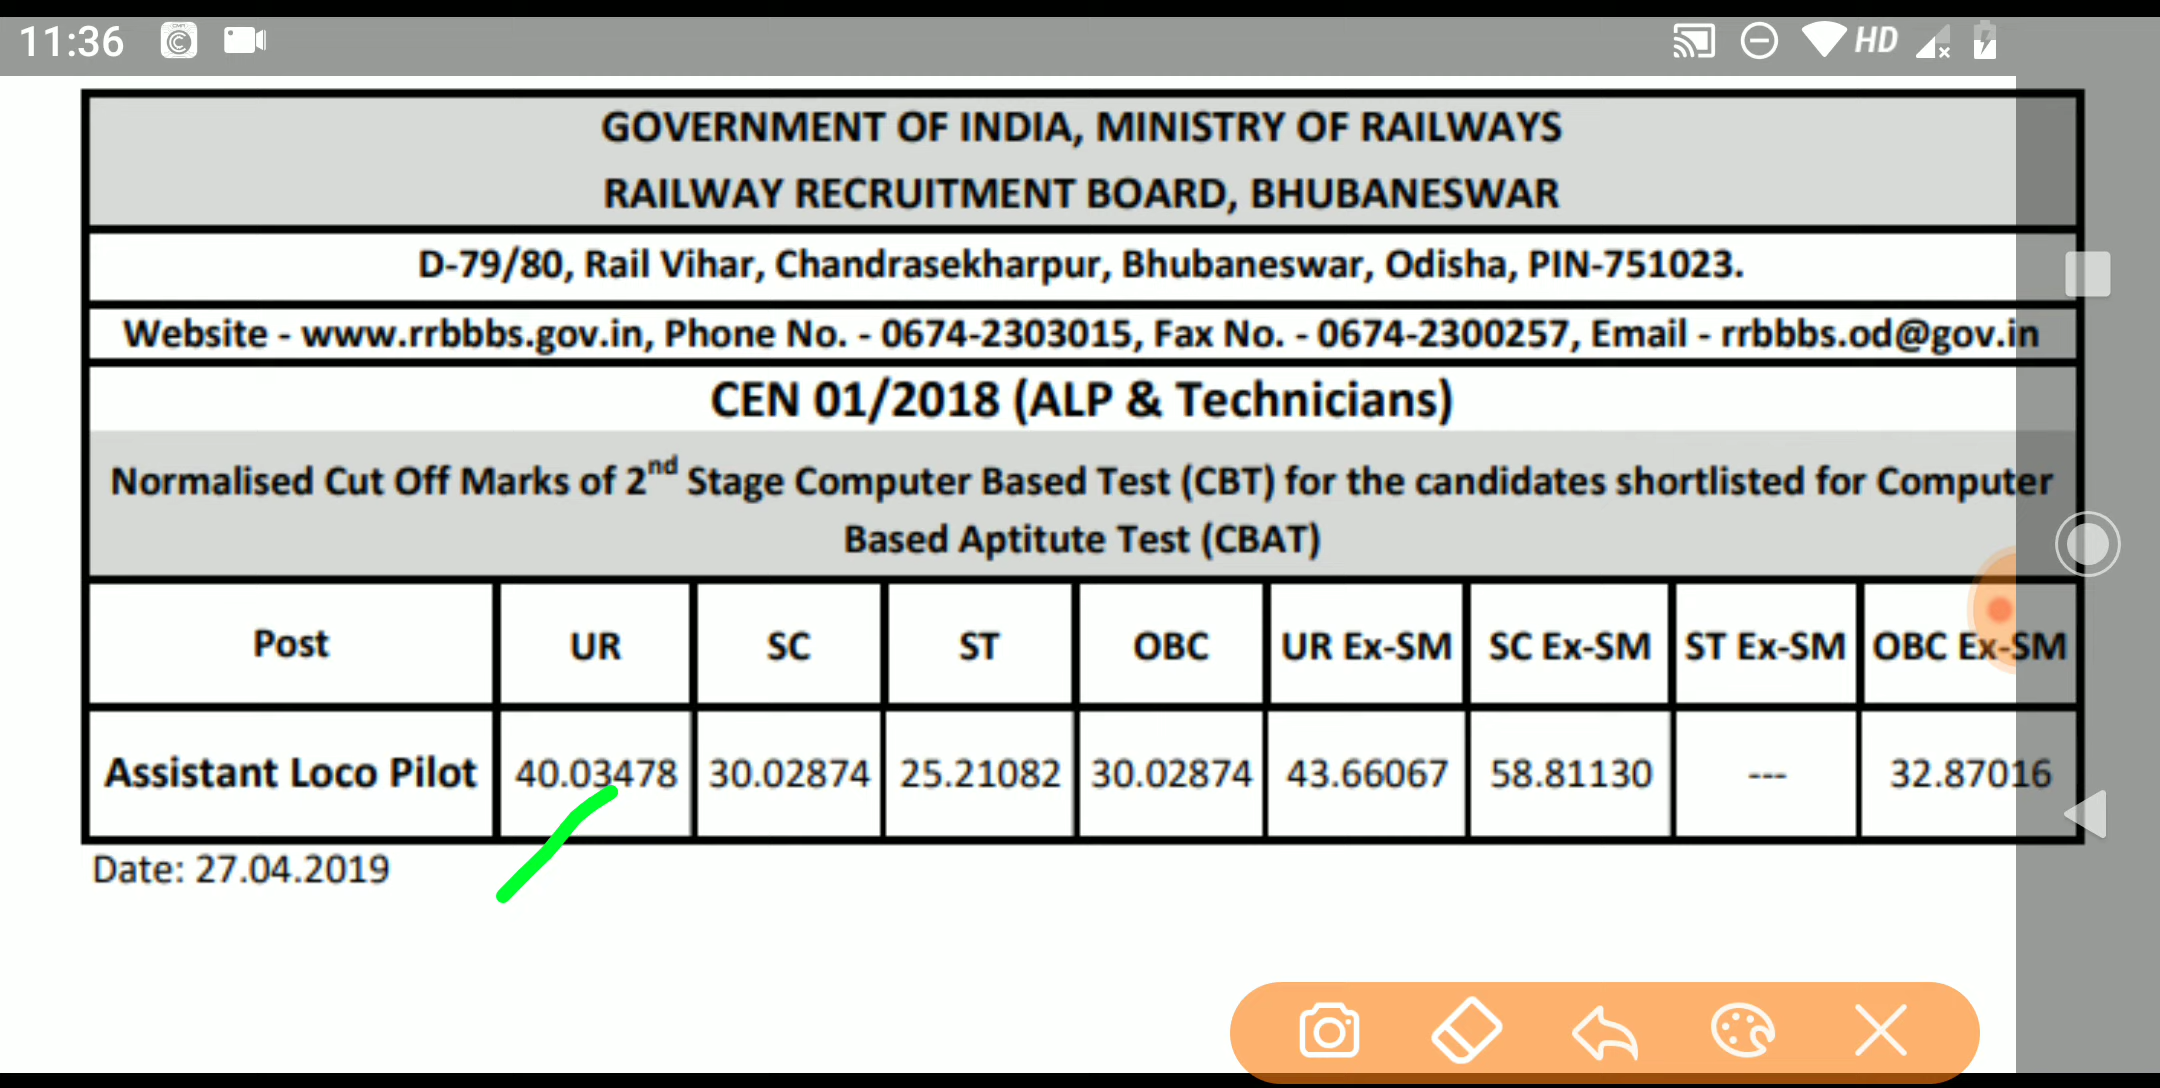 11:36 HD
GOVERNMENT OF INDIA, MINISTRY OF RAILWAYS
RAILWAY RECRUITMENT BOARD, BHUBANESWAR
D-79/80, Rail Vihar, Chandrasekharpur, Bhubaneswar, Odisha, PIN-751023.
Website - www.rrbbbs.gov.in, Phone No. - 0674-2303015, Fax No. - 0674-2300257, Email - rrbbbs.od@gov.in
CEN 01/2018 (ALP & Technicians)
Normalised Cut Off Marks of 2nd Stage Computer Based Test (CBT) for the candidates shortlisted for Computer
Based Aptitute Test (CBAT)
Post UR SC ST OBC UR Ex-SM SC Ex-SM ST Ex-SM OBC Ex-SM
Assistant Loco Pilot 40.03478 30.02874 25.21082 30.02874 43.66067 58.81130 --- 32.87016
Date: 27.04.2019